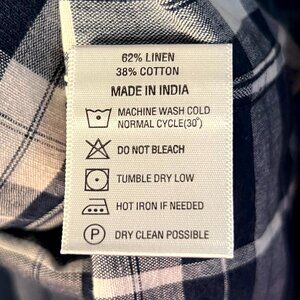 62% LINEN
38% COTTON
MADE IN INDIA
MACHINE WASH COLD
NORMAL CYCLE(30°)
DO NOT BLEACH
TUMBLE DRY LOW
HOT IRON IF NEEDED
P DRY CLEAN POSSIBLE